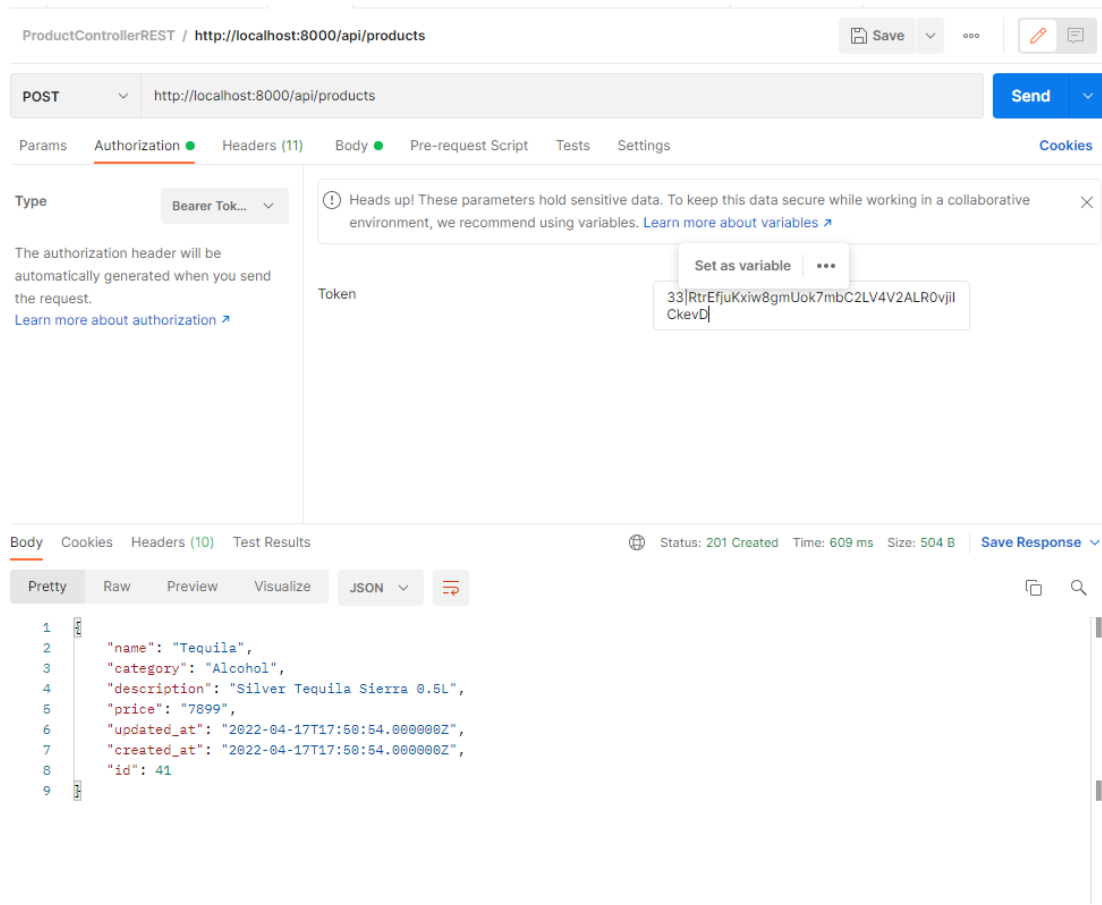 ProductControllerREST / http://localhost:8000/api/products
Save
POST
http://localhost:8000/api/products
Send
Params Authorization Headers (11) Body Pre-request Script Tests Settings Cookies
Type
Bearer Tok...
Heads up! These parameters hold sensitive data. To keep this data secure while working in a collaborative
environment, we recommend using variables. Learn more about variables ↗
The authorization header will be
automatically generated when you send
the request.
Learn more about authorization ↗
Set as variable
Token
33|RtrEfjuKxiw8gmUok7mbC2LV4V2ALR0vjiI
CkevD
Body Cookies Headers (10) Test Results
Status: 201 Created Time: 609 ms Size: 504 B Save Response
Pretty Raw Preview Visualize JSON
1 {
2 "name": "Tequila",
3 "category": "Alcohol",
4 "description": "Silver Tequila Sierra 0.5L",
5 "price": "7899",
6 "updated_at": "2022-04-17T17:50:54.000000Z",
7 "created_at": "2022-04-17T17:50:54.000000Z",
8 "id": 41
9 }